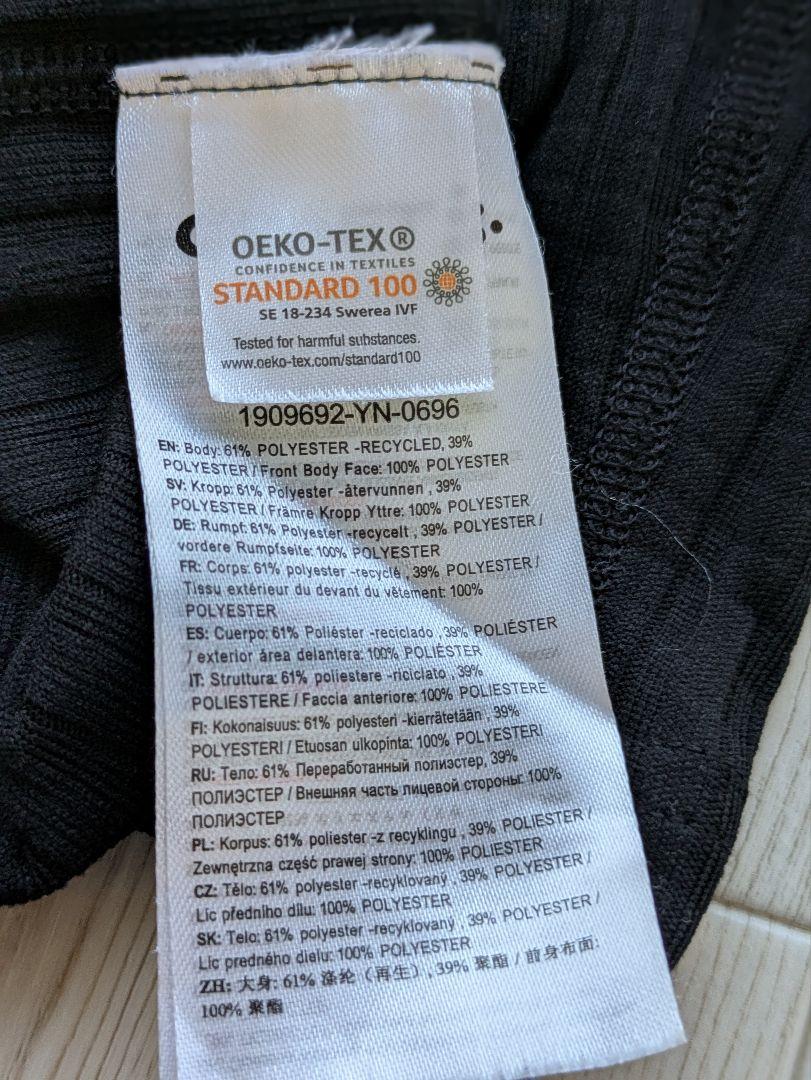 OEKO-TEX®
CONFIDENCE IN TEXTILES
STANDARD 100
SE 18-234 Swerea IVF
Tested for harmful substances.
www.oeko-tex.com/standard100
1909692-YN-0696
EN: Body: 61% POLYESTER -RECYCLED, 39%
POLYESTER / Front Body Face: 100% POLYESTER
SV: Kropp: 61% Polyester -återvunnen , 39%
POLYESTER / Främre Kropp Yttre: 100% POLYESTER
DE: Rumpf: 61% Polyester -recycelt , 39% POLYESTER /
vordere Rumpfseite: 100% POLYESTER
FR: Corps: 61% polyester -recyclé , 39% POLYESTER /
Tissu extérieur du devant du vêtement: 100%
POLYESTER
ES: Cuerpo: 61% Poliéster -reciclado , 39% POLIÉSTER
/ exterior área delantera: 100% POLIÉSTER
IT: Struttura: 61% poliestere -riciclato , 39%
POLIESTERE / Faccia anteriore: 100% POLIESTERE
FI: Kokonaisuus: 61% polyesteri -kierrätetään , 39%
POLYESTERI / Etuosan ulkopinta: 100% POLYESTERI
RU: Тело: 61% Переработанный полиэстер, 39%
ПОЛИЭСТЕР / Внешняя часть лицевой стороны: 100%
ПОЛИЭСТЕР
PL: Korpus: 61% poliester -z recyklingu , 39% POLIESTER /
Zewnętrzna część prawej strony: 100% POLIESTER
CZ: Tělo: 61% polyester -recyklovaný , 39% POLYESTER /
Líc předního dílu: 100% POLYESTER
SK: Telo: 61% polyester -recyklovaný , 39% POLYESTER /
Líc predného dielu: 100% POLYESTER
ZH: 大身: 61% 涤纶（再生）, 39% 聚酯 / 前身布面:
100% 聚酯